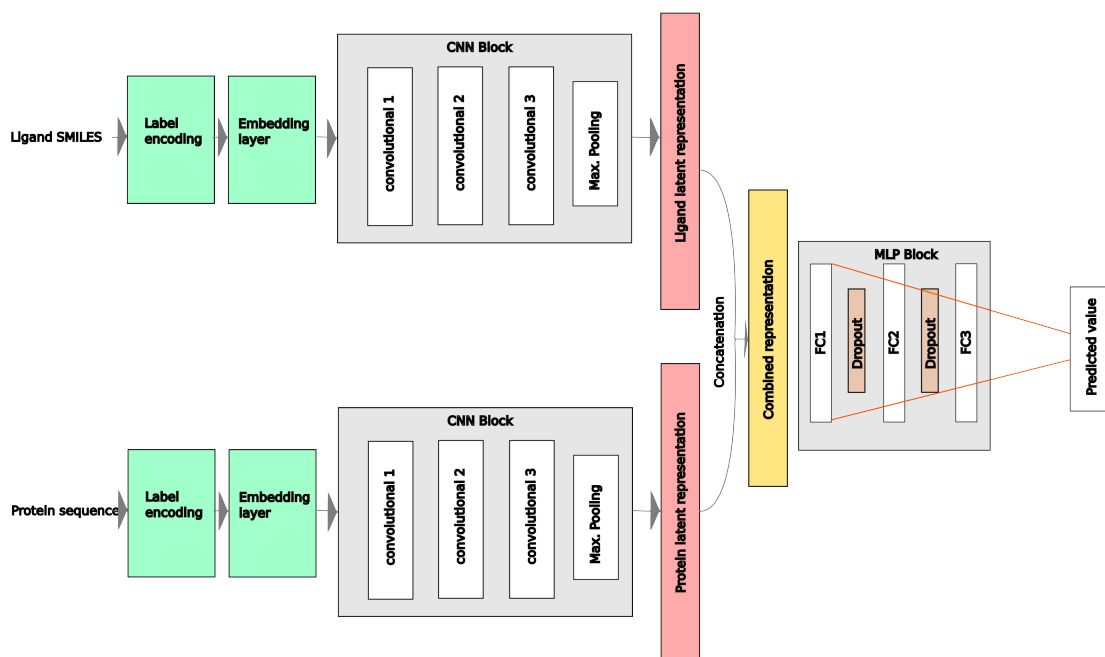 Ligand SMILES
Label
encoding
Embedding
layer
CNN Block
convolutional 1
convolutional 2
convolutional 3
Max. Pooling
Ligand latent representation
Protein sequence
Label
encoding
Embedding
layer
CNN Block
convolutional 1
convolutional 2
convolutional 3
Max. Pooling
Protein latent representation
Concatenation
Combined representation
MLP Block
FC1
Dropout
FC2
Dropout
FC3
Predicted value